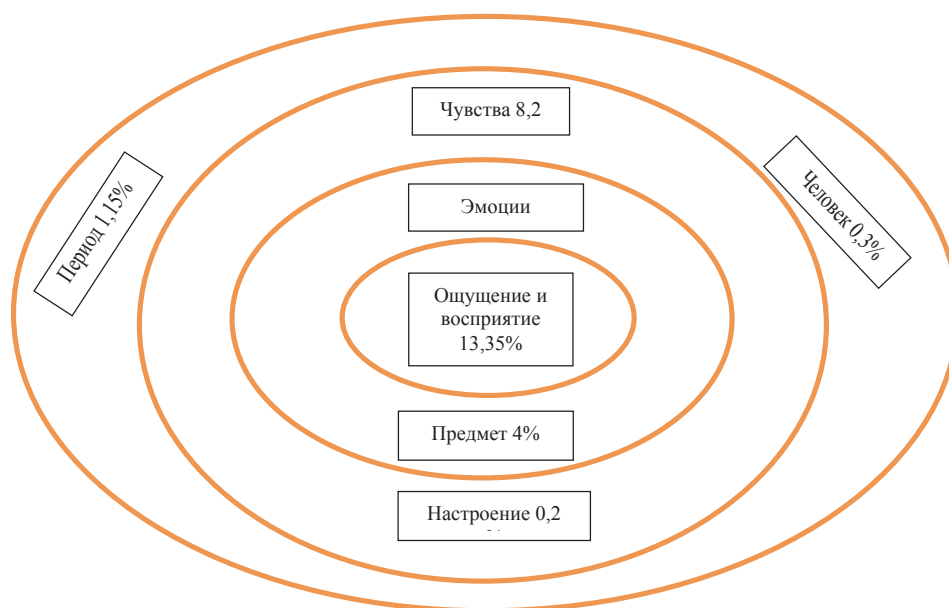 Чувства 8,2
Период 1,15%
Человек 0,3%
Эмоции
Ощущение и
восприятие
13,35%
Предмет 4%
Настроение 0,2